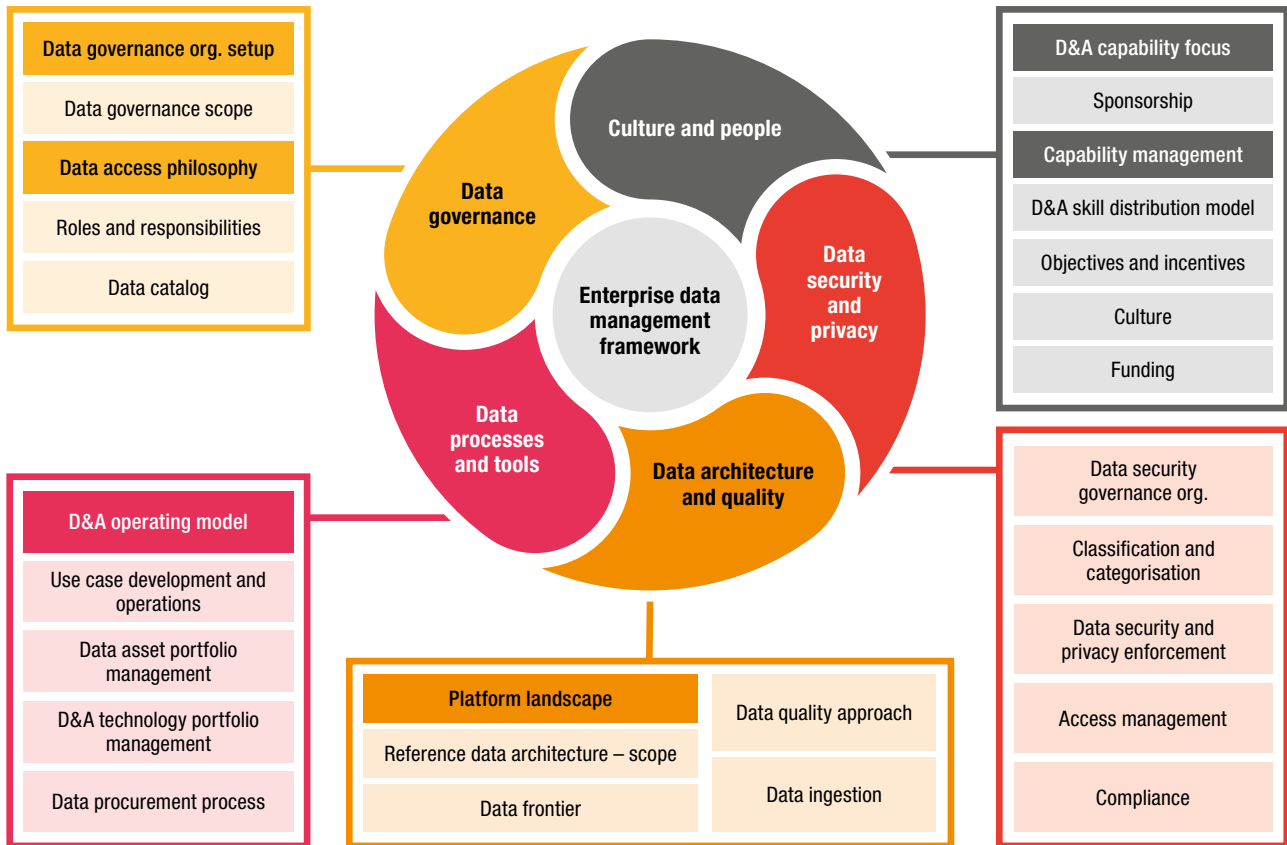 Data governance org. setup
Data governance scope
Data access philosophy
Roles and responsibilities
Data catalog
Culture and people
Data
governance
Data
security
and
privacy
Enterprise data
management
framework
Data
processes
and tools
Data architecture
and quality
D&A capability focus
Sponsorship
Capability management
D&A skill distribution model
Objectives and incentives
Culture
Funding
D&A operating model
Use case development and
operations
Data asset portfolio
management
D&A technology portfolio
management
Data procurement process
Platform landscape
Reference data architecture – scope
Data frontier
Data quality approach
Data ingestion
Data security
governance org.
Classification and
categorisation
Data security and
privacy enforcement
Access management
Compliance